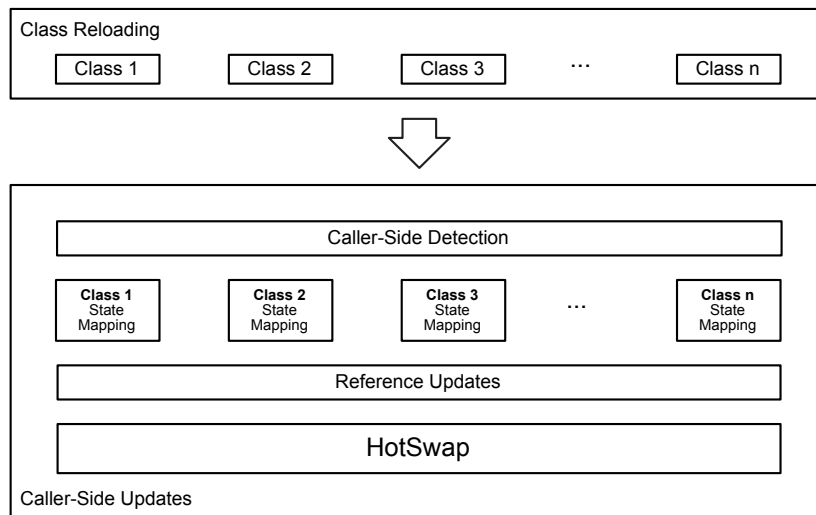 Class Reloading
Class 1
Class 2
Class 3
...
Class n
Caller-Side Detection
Class 1
State
Mapping
Class 2
State
Mapping
Class 3
State
Mapping
...
Class n
State
Mapping
Reference Updates
HotSwap
Caller-Side Updates